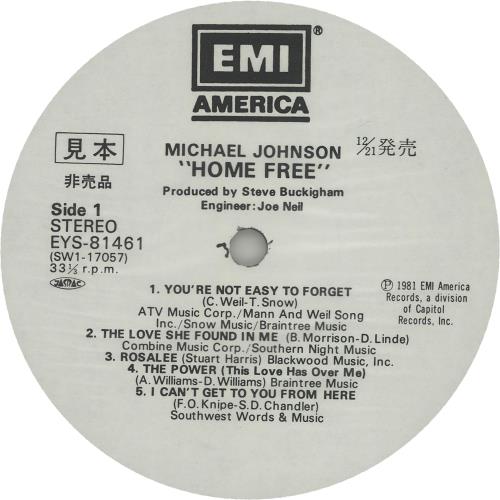 EMI®
AMERICA
見本
非売品
MICHAEL JOHNSON
"HOME FREE"
12/21発売
Produced by Steve Buckigham
Engineer: Joe Neil
Side 1
STEREO
EYS-81461
(SW1-17057)
33⅓ r.p.m.
JASRAC
1. YOU'RE NOT EASY TO FORGET
(C. Weil-T. Snow)
ATV Music Corp./Mann And Weil Song
Inc./Snow Music/Braintree Music
2. THE LOVE SHE FOUND IN ME (B. Morrison-D. Linde)
Combine Music Corp./Southern Night Music
3. ROSALEE (Stuart Harris) Blackwood Music, Inc.
4. THE POWER (This Love Has Over Me)
(A. Williams-D. Williams) Braintree Music
5. I CAN'T GET TO YOU FROM HERE
(F.O. Knipe-S.D. Chandler)
Southwest Words & Music
Ⓟ 1981 EMI America
Records, a division
of Capitol
Records, Inc.